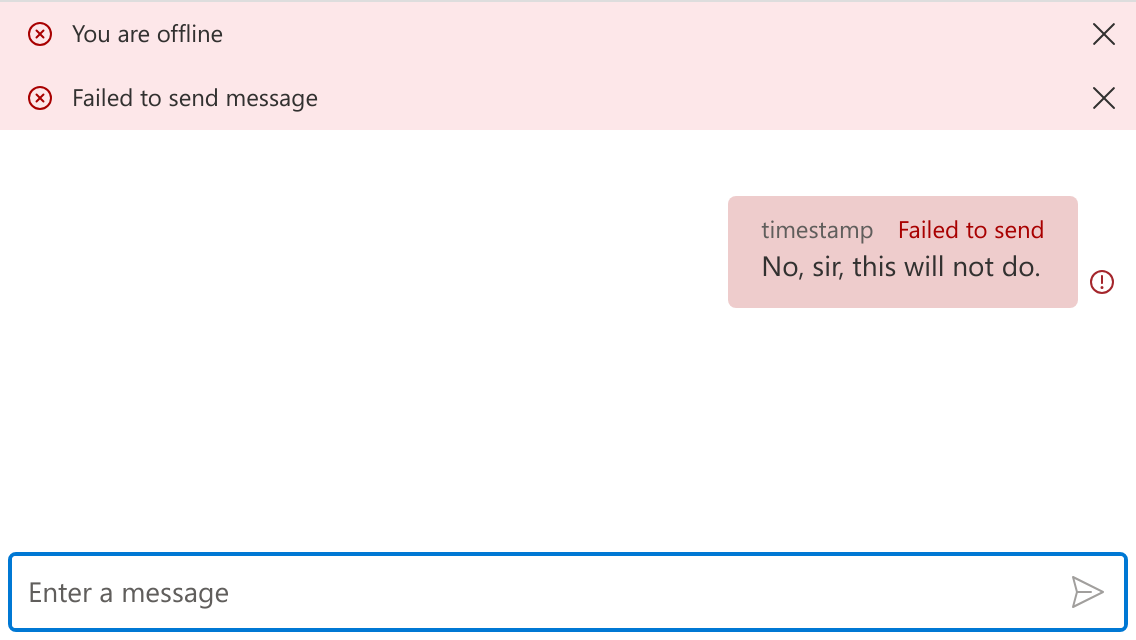 You are offline
Failed to send message
timestamp Failed to send
No, sir, this will not do.
Enter a message